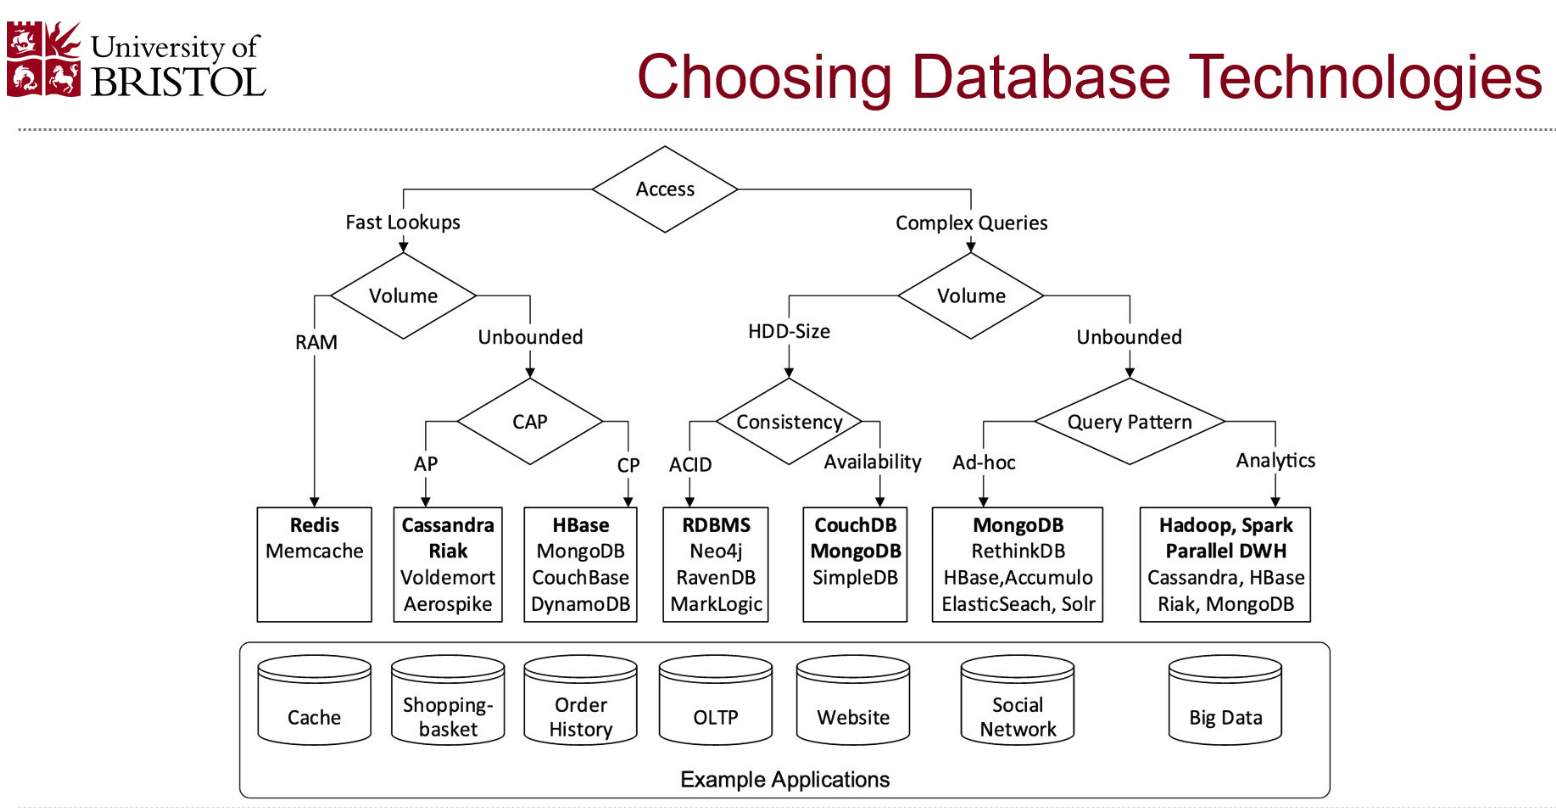 University of
BRISTOL
Choosing Database Technologies
Access
Fast Lookups
Complex Queries
Volume
Volume
RAM
Unbounded
HDD-Size
Unbounded
CAP
Consistency
Query Pattern
AP
CP
ACID
Availability
Ad-hoc
Analytics
Redis
Memcache
Cassandra
Riak
Voldemort
Aerospike
HBase
MongoDB
CouchBase
DynamoDB
RDBMS
Neo4j
RavenDB
MarkLogic
CouchDB
MongoDB
SimpleDB
MongoDB
RethinkDB
HBase,Accumulo
ElasticSeach, Solr
Hadoop, Spark
Parallel DWH
Cassandra, HBase
Riak, MongoDB
Cache
Shopping-
basket
Order
History
OLTP
Website
Social
Network
Big Data
Example Applications